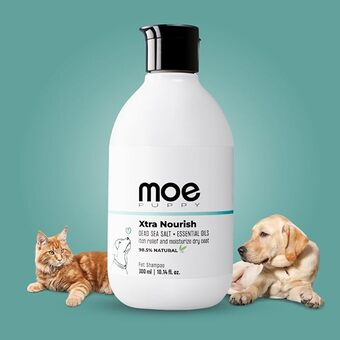 moe
PUPPY
Xtra Nourish
DEAD SEA SALT • ESSENTIAL OILS
Itch relief and moisturize dry coat
98.5% NATURAL
Pet Shampoo
300 ml | 10.14 fl. oz.